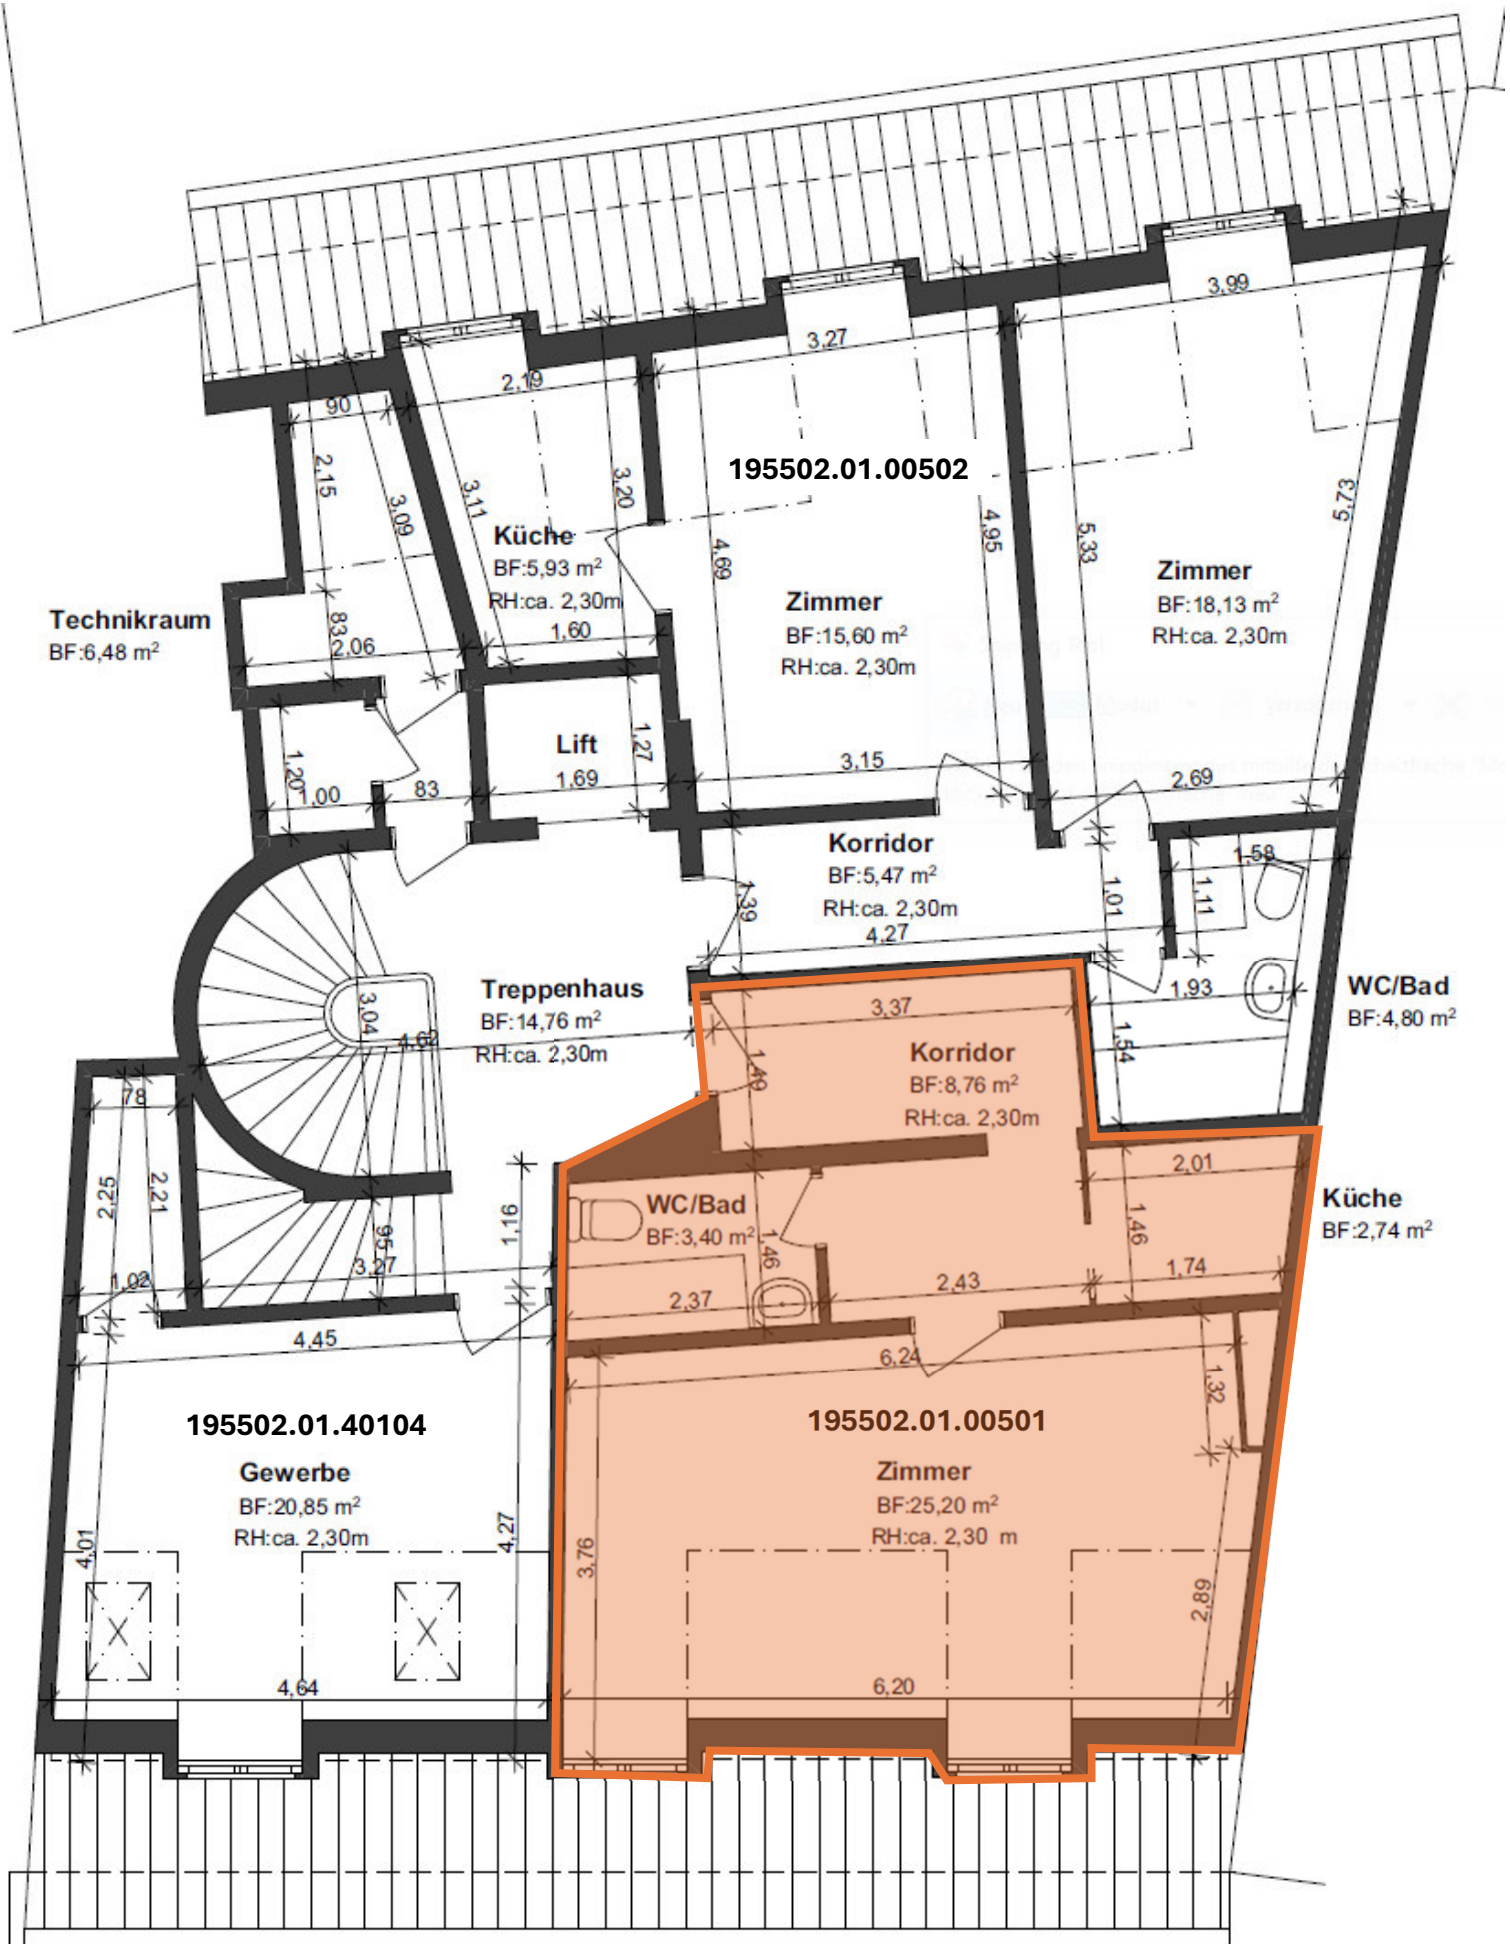 3,99
3,27
2,19
90
195502.01.00502
2,15
3,09
3,11
3,20
4,69
4,95
5,33
5,73
Küche
BF:5,93 m²
RH:ca. 2,30m
1,60
Zimmer
BF:15,60 m²
RH:ca. 2,30m
Zimmer
BF:18,13 m²
RH:ca. 2,30m
Technikraum
BF:6,48 m²
83
2,06
Lift
1,69
1,27
1,20
1,00
83
3,15
2,69
Korridor
BF:5,47 m²
RH:ca. 2,30m
4,27
1,39
1,01
1,11
1,58
WC/Bad
BF:4,80 m²
1,93
1,54
Treppenhaus
BF:14,76 m²
RH:ca. 2,30m
3,04
4,62
3,37
Korridor
BF:8,76 m²
RH:ca. 2,30m
1,49
78
2,25
2,21
1,16
95
3,27
1,02
WC/Bad
BF:3,40 m²
1,46
2,37
2,43
2,01
1,46
1,74
Küche
BF:2,74 m²
4,45
6,24
1,32
195502.01.40104
Gewerbe
BF:20,85 m²
RH:ca. 2,30m
195502.01.00501
Zimmer
BF:25,20 m²
RH:ca. 2,30 m
4,01
4,27
3,76
2,89
4,64
6,20